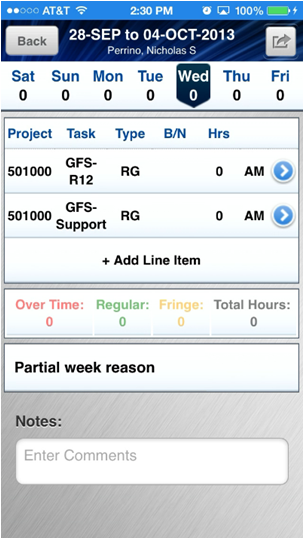 AT&T 2:30 PM 100%
Back 28-SEP to 04-OCT-2013
Perrino, Nicholas S
Sat Sun Mon Tue Wed Thu Fri
0 0 0 0 0 0 0
Project Task Type B/N Hrs
501000 GFS-R12 RG 0 AM
501000 GFS-Support RG 0 AM
+ Add Line Item
Over Time: Regular: Fringe: Total Hours:
0 0 0 0
Partial week reason
Notes:
Enter Comments